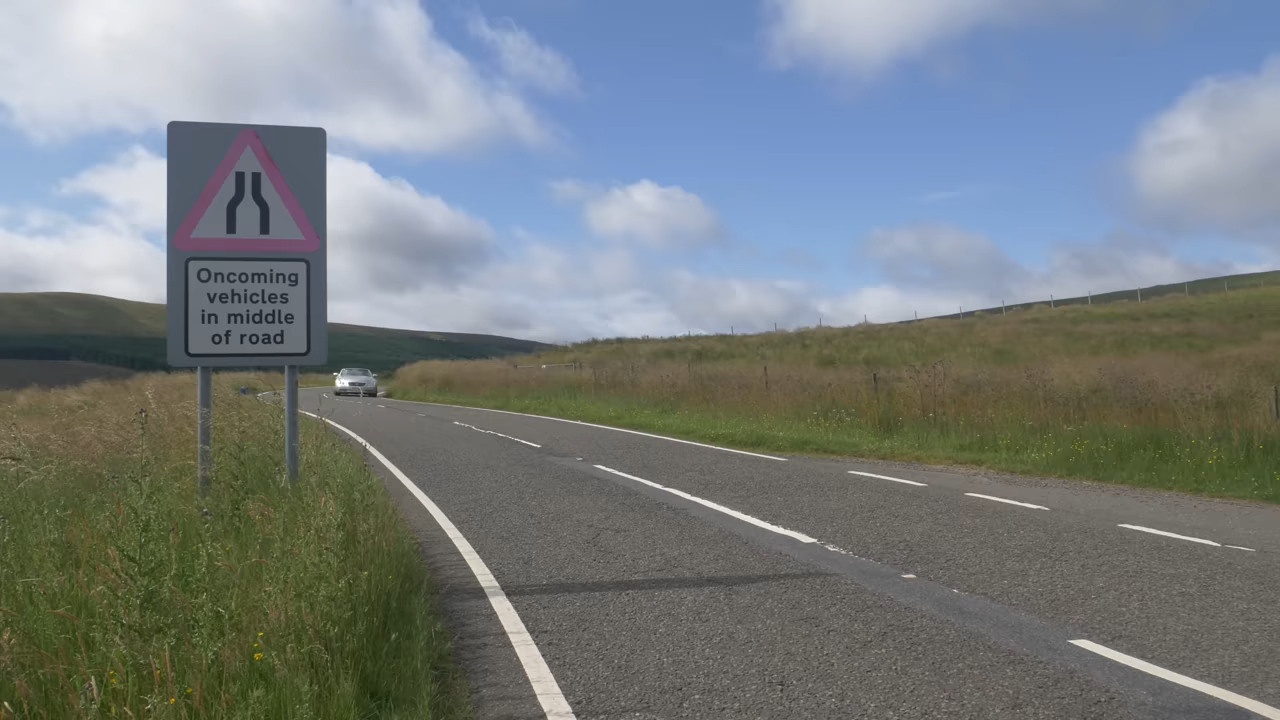 Oncoming
vehicles
in middle
of road